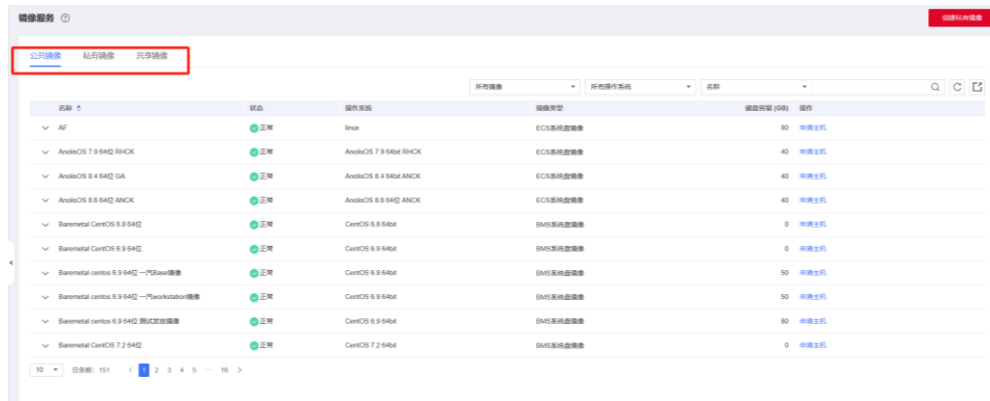 镜像服务
创建私有镜像
公共镜像 私有镜像 共享镜像
所有镜像 所有操作系统 名称
名称 状态 操作系统 镜像类型 磁盘容量 (GB) 操作
AF 正常 linux ECS系统盘镜像 80 申请主机
AnolisOS 7.9 64位 RHCK 正常 AnolisOS 7.9 64bit RHCK ECS系统盘镜像 40 申请主机
AnolisOS 8.4 64位 GA 正常 AnolisOS 8.4 64bit ANCK ECS系统盘镜像 40 申请主机
AnolisOS 8.6 64位 ANCK 正常 AnolisOS 8.6 64位 ANCK ECS系统盘镜像 40 申请主机
Baremetal CentOS 6.8 64位 正常 CentOS 6.8 64bit BMS系统盘镜像 0 申请主机
Baremetal CentOS 6.9 64位 正常 CentOS 6.9 64bit BMS系统盘镜像 0 申请主机
Baremetal centos 6.9 64位 一汽Base镜像 正常 CentOS 6.9 64bit BMS系统盘镜像 50 申请主机
Baremetal centos 6.9 64位 一汽workstation镜像 正常 CentOS 6.9 64bit BMS系统盘镜像 50 申请主机
Baremetal centos 6.9 64位 测试发放镜像 正常 CentOS 6.9 64bit BMS系统盘镜像 80 申请主机
Baremetal CentOS 7.2 64位 正常 CentOS 7.2 64bit BMS系统盘镜像 0 申请主机
10 总条数: 151 < 1 2 3 4 5 ··· 16 >